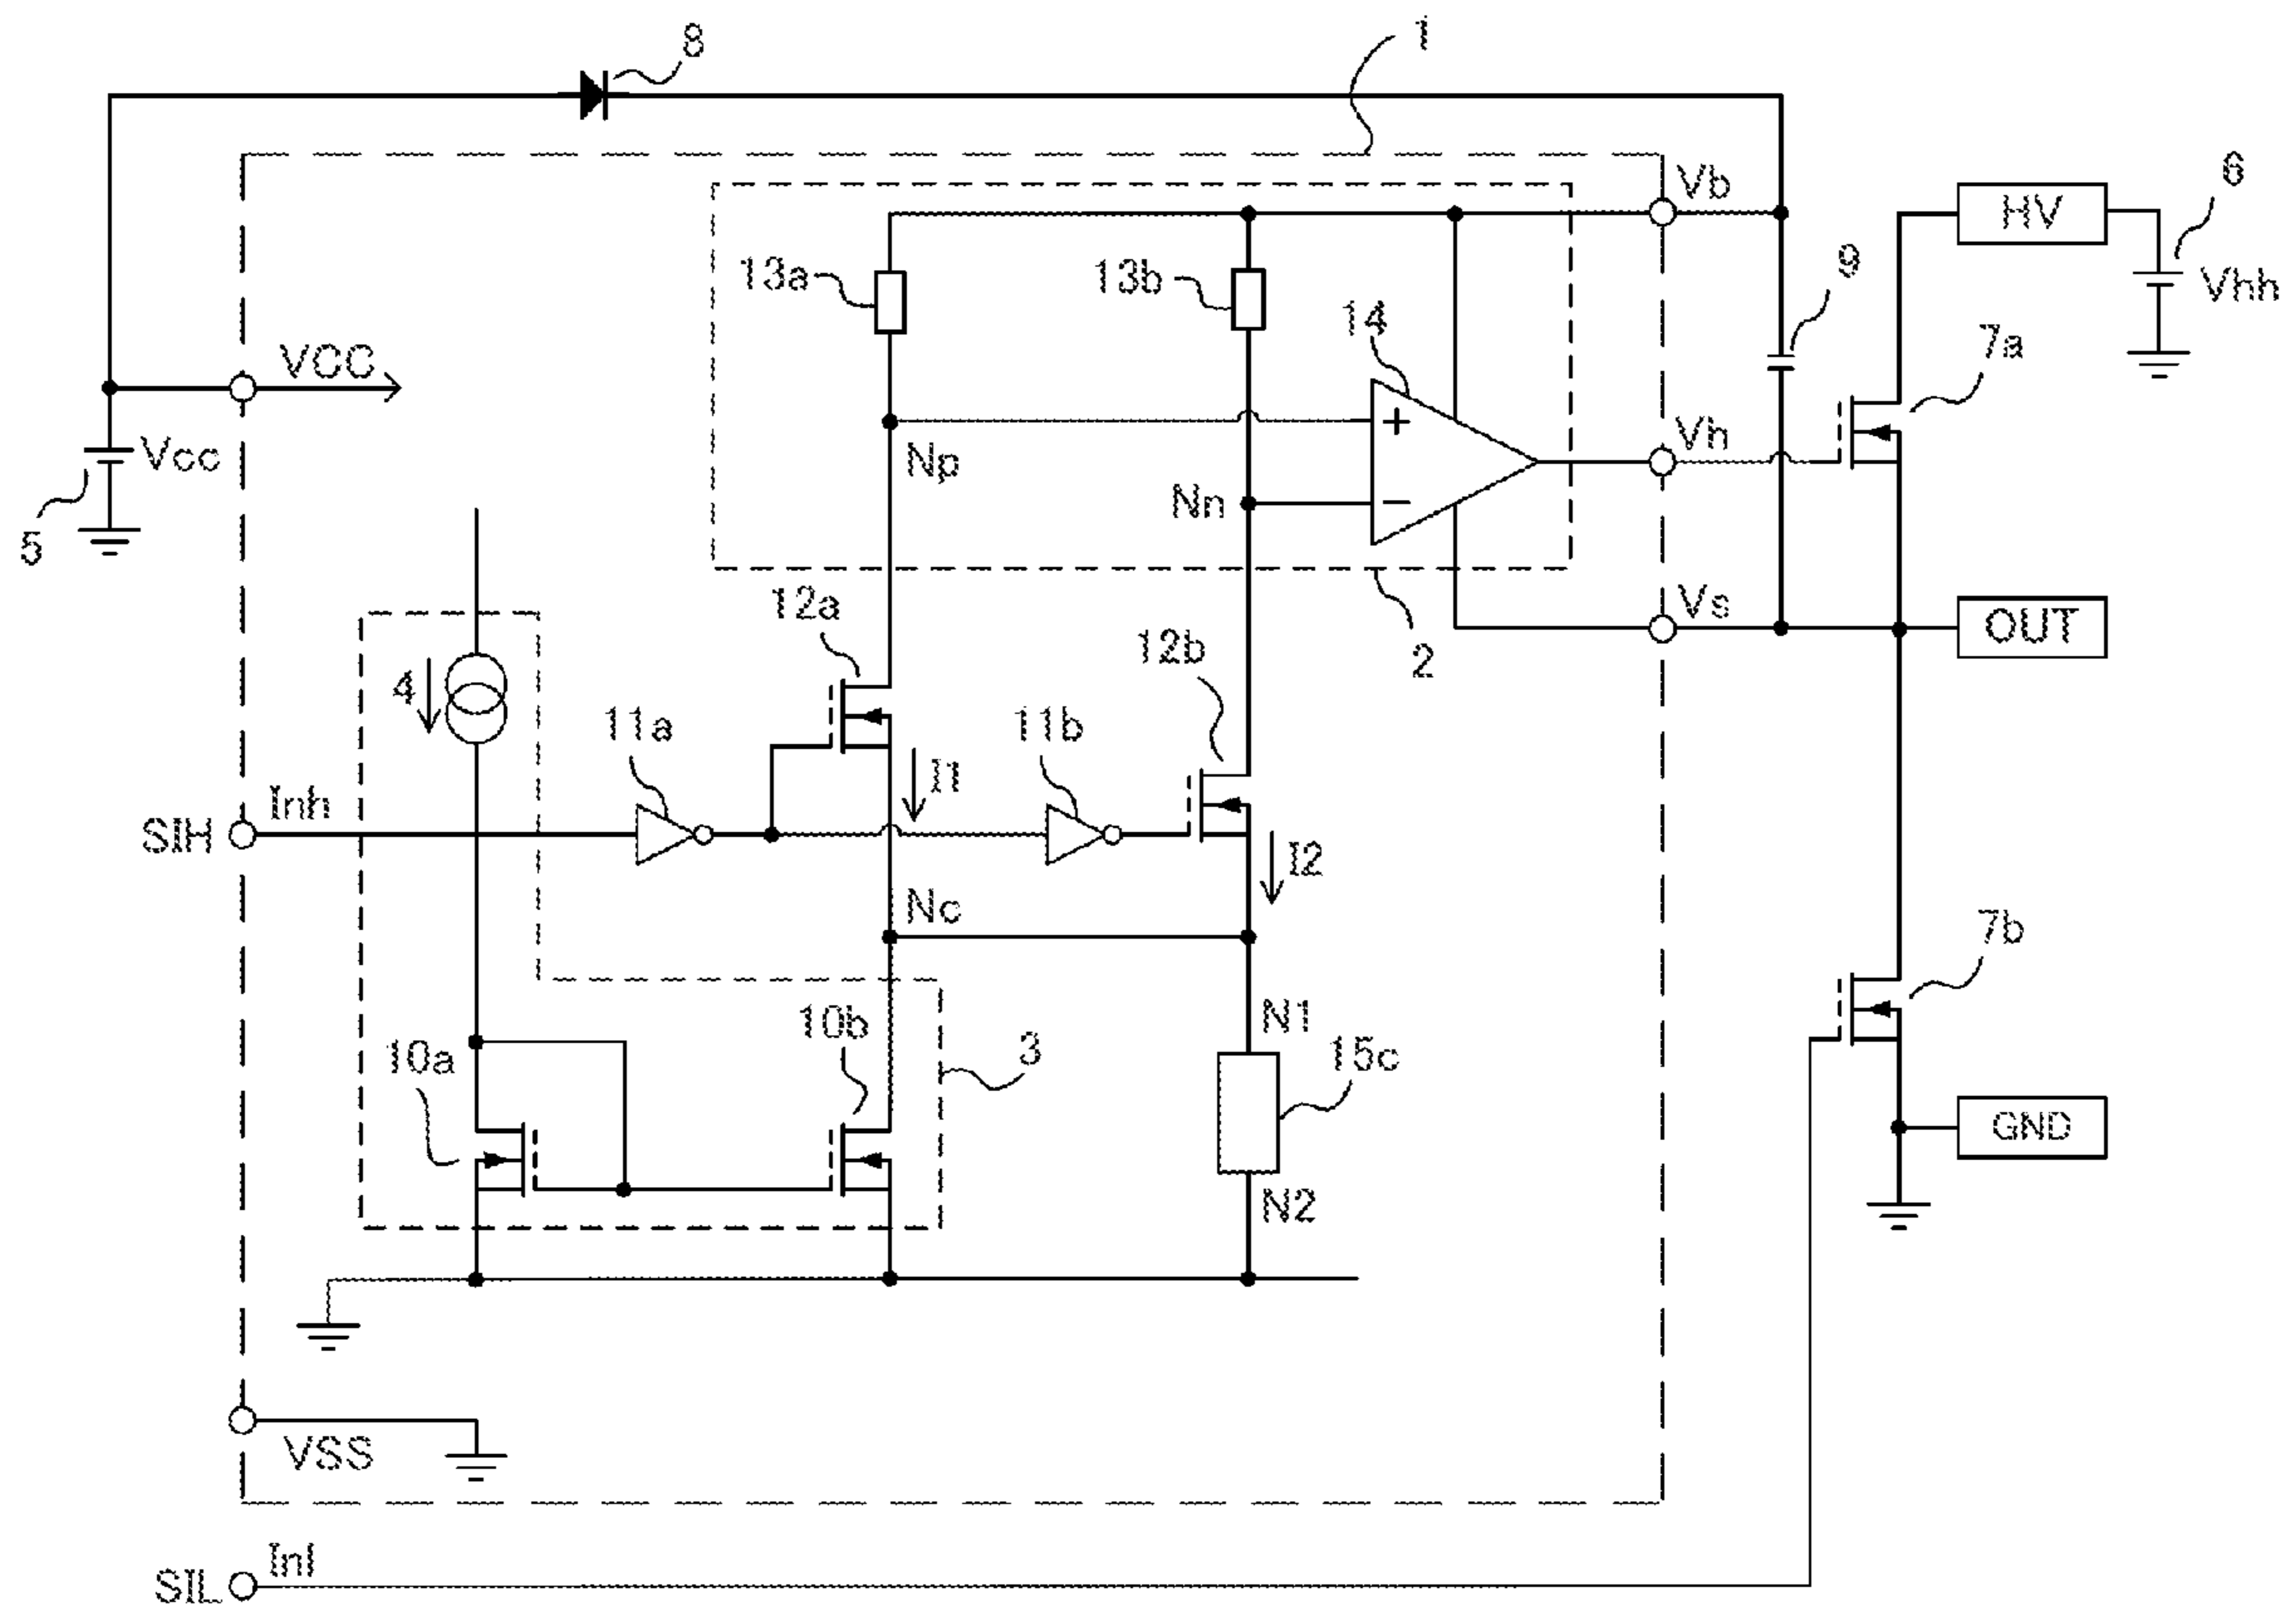 8
1
Vb
6
HV
13a
13b
9
Vhh
14
7a
VCC
+
Vcc
Np
Vh
Nn
−
5
12a
Vs
OUT
12b
2
4
11a
11b
I1
Inh
SIH
I2
Nc
7b
N1
10b
3
15c
10a
GND
N2
VSS
Inl
SIL